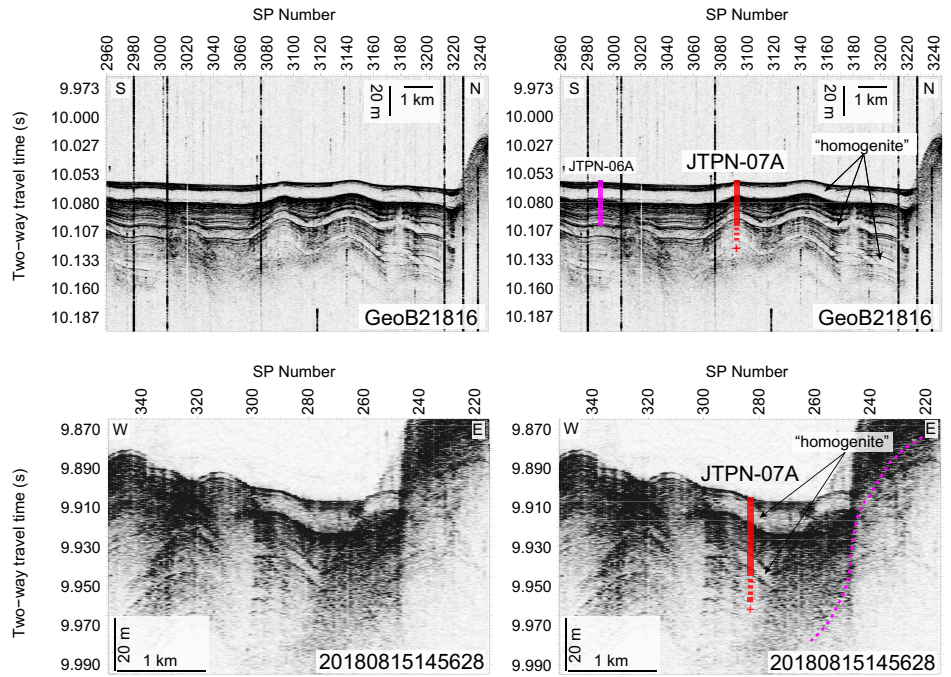 SP Number
2960 2980 3000 3020 3040 3060 3080 3100 3120 3140 3160 3180 3200 3220 3240
Two−way travel time (s)
9.973
10.000
10.027
10.053
10.080
10.107
10.133
10.160
10.187
S
N
20 m
1 km
GeoB21816
SP Number
2960 2980 3000 3020 3040 3060 3080 3100 3120 3140 3160 3180 3200 3220 3240
9.973
10.000
10.027
10.053
10.080
10.107
10.133
10.160
10.187
S
N
20 m
1 km
"homogenite"
JTPN-06A
JTPN-07A
GeoB21816
SP Number
340 320 300 280 260 240 220
Two−way travel time (s)
9.870
9.890
9.910
9.930
9.950
9.970
9.990
W
E
20 m
1 km
20180815145628
SP Number
340 320 300 280 260 240 220
9.870
9.890
9.910
9.930
9.950
9.970
9.990
W
E
"homogenite"
JTPN-07A
20 m
1 km
20180815145628